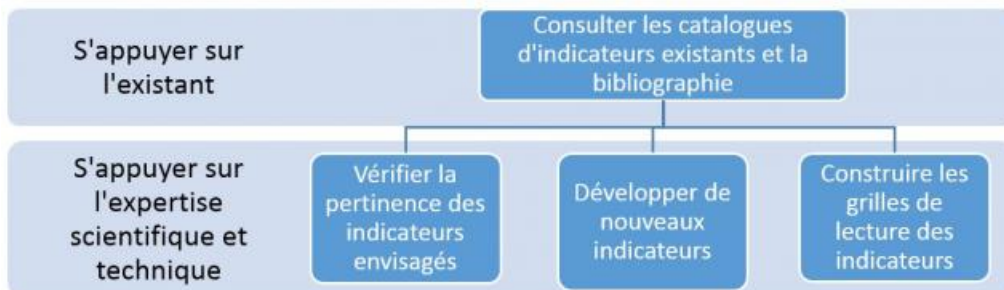 S'appuyer sur
l'existant
Consulter les catalogues
d'indicateurs existants et la
bibliographie
S'appuyer sur
l'expertise
scientifique et
technique
Vérifier la
pertinence des
indicateurs
envisagés
Développer de
nouveaux
indicateurs
Construire les
grilles de
lecture des
indicateurs